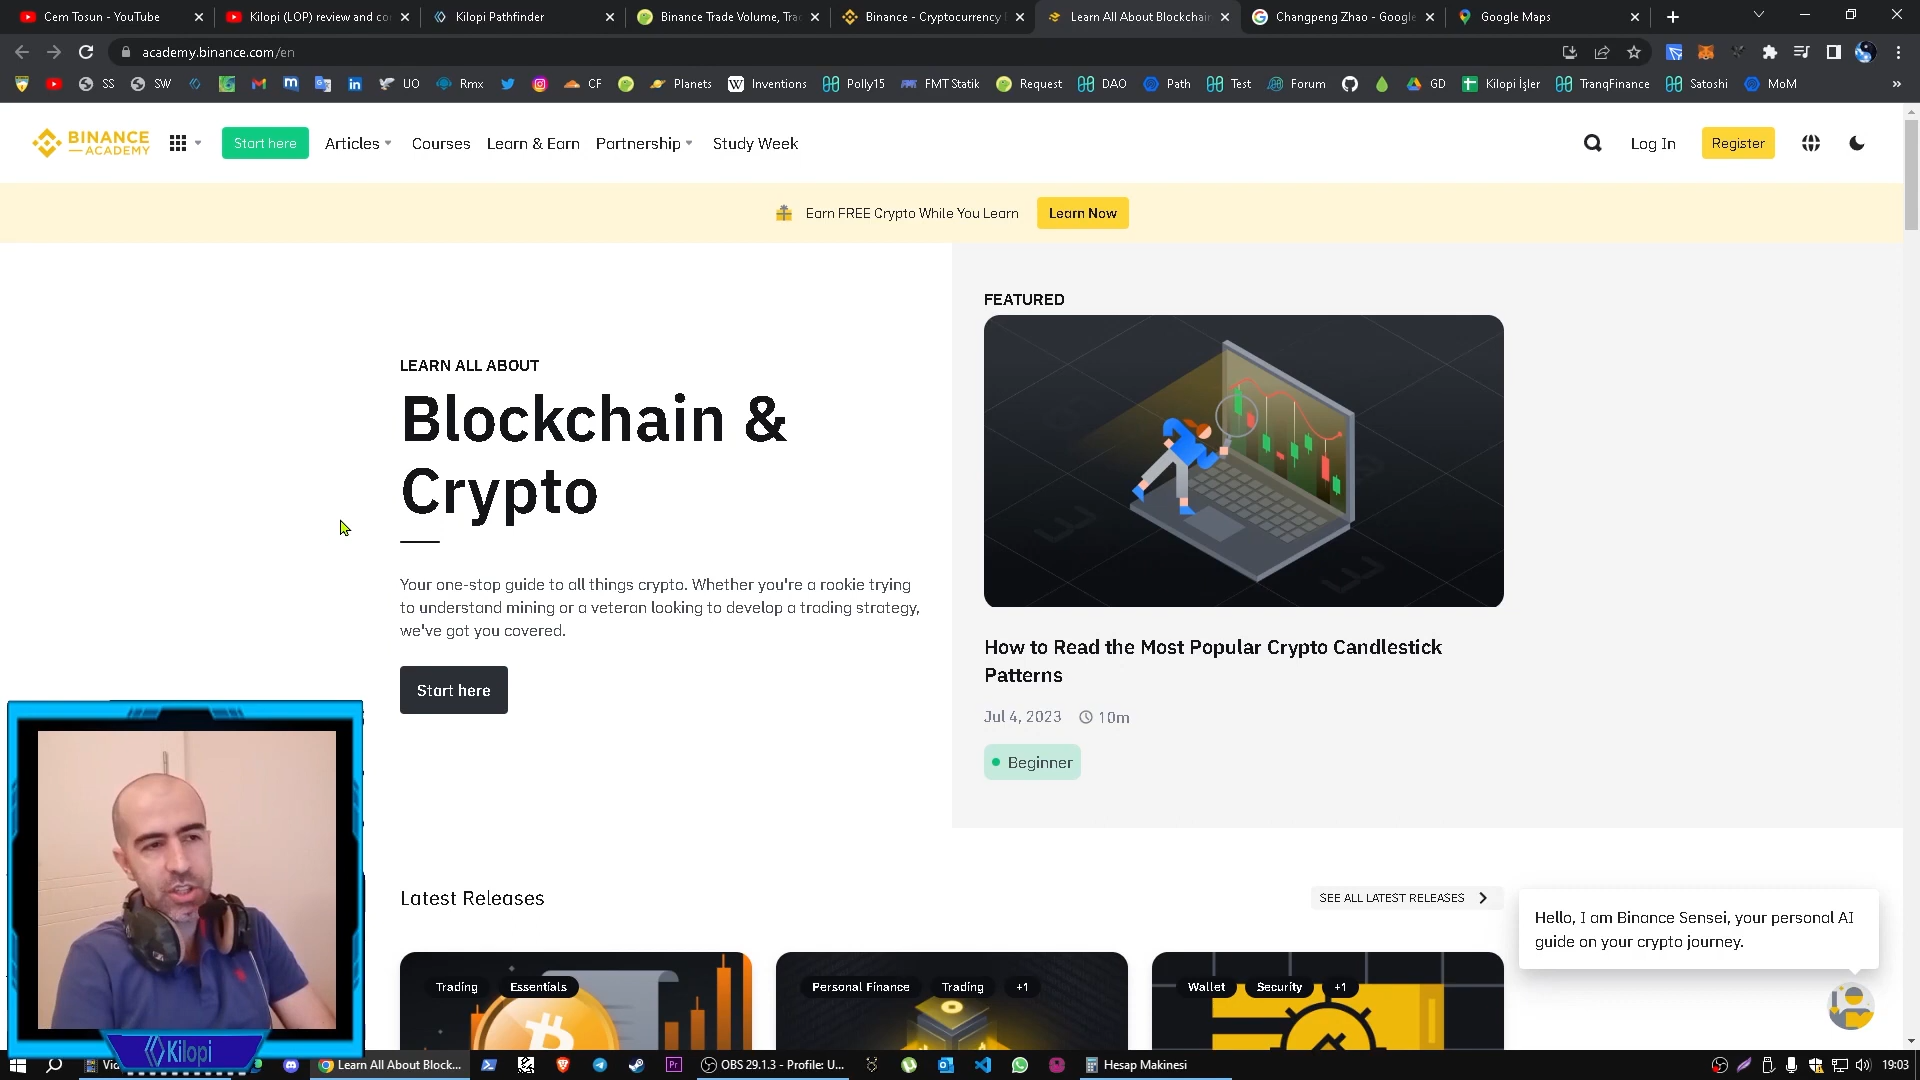 Cem Tosun - YouTube
Kilopi (LOP) review and co
Kilopi Pathfinder
Binance Trade Volume, Tra
Binance - Cryptocurrency
Learn All About Blockchain
Changpeng Zhao - Google
Google Maps
academy.binance.com/en
SS
SW
UO
Rmx
CF
Planets
Inventions
Polly15
FMT Statik
Request
DAO
Path
Test
Forum
GD
Kilopi İşler
TranqFinance
Satoshi
MoM
»
BINANCE
ACADEMY
Start here
Articles
Courses
Learn & Earn
Partnership
Study Week
Log In
Register
Earn FREE Crypto While You Learn
Learn Now
LEARN ALL ABOUT
Blockchain &
Crypto
Your one-stop guide to all things crypto. Whether you're a rookie trying
to understand mining or a veteran looking to develop a trading strategy,
we've got you covered.
Start here
FEATURED
How to Read the Most Popular Crypto Candlestick
Patterns
Jul 4, 2023
10m
Beginner
Latest Releases
SEE ALL LATEST RELEASES
Trading
Essentials
Personal Finance
Trading
+1
Wallet
Security
+1
Hello, I am Binance Sensei, your personal AI
guide on your crypto journey.
Kilopi
Learn All About Block...
Pr
OBS 29.1.3 - Profile: U...
Hesap Makinesi
19:03